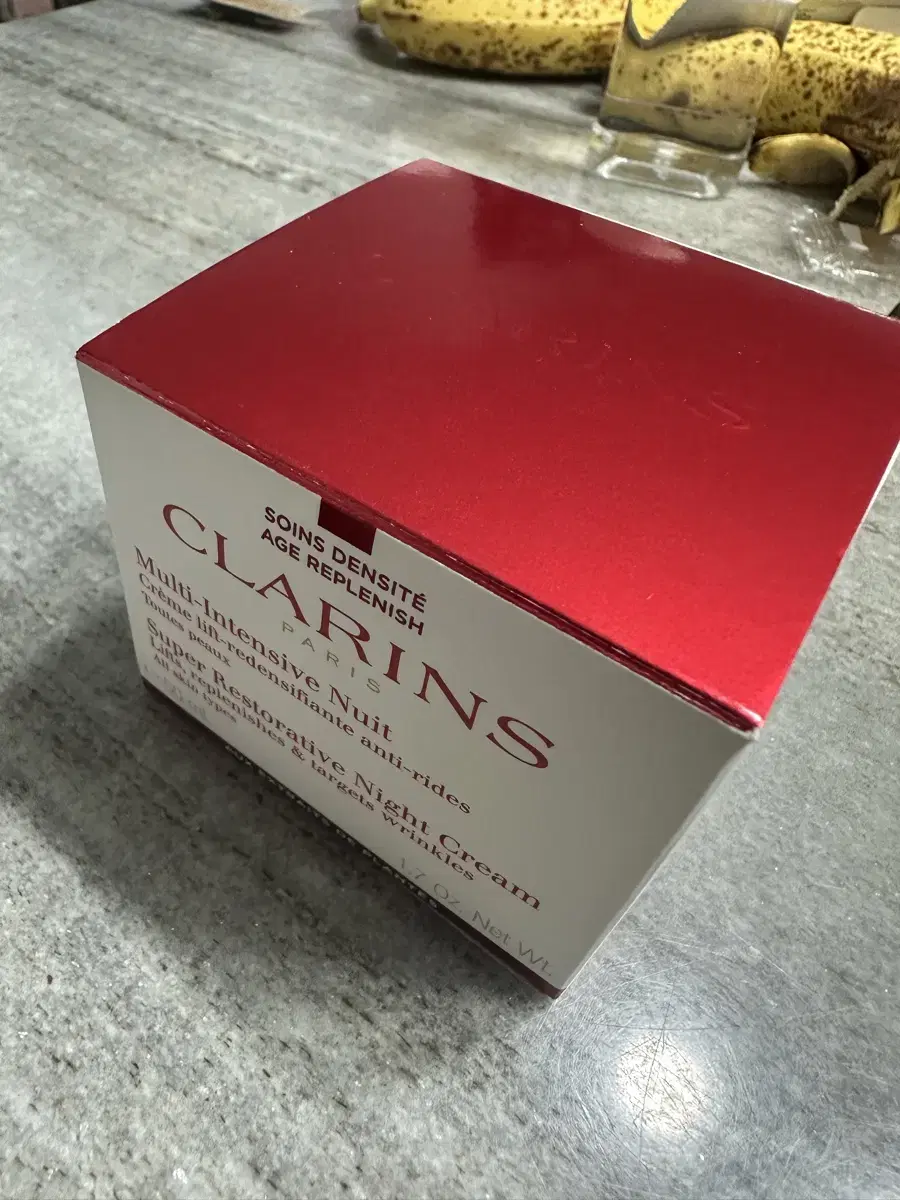 SOINS DENSITÉ
AGE REPLENISH
CLARINS
PARIS
Multi-Intensive Nuit
Crème lift-redensifiante anti-rides
Toutes peaux
Super Restorative Night Cream
Lifts, replenishes & targets wrinkles
All skin types
1.7 Oz. Net Wt.